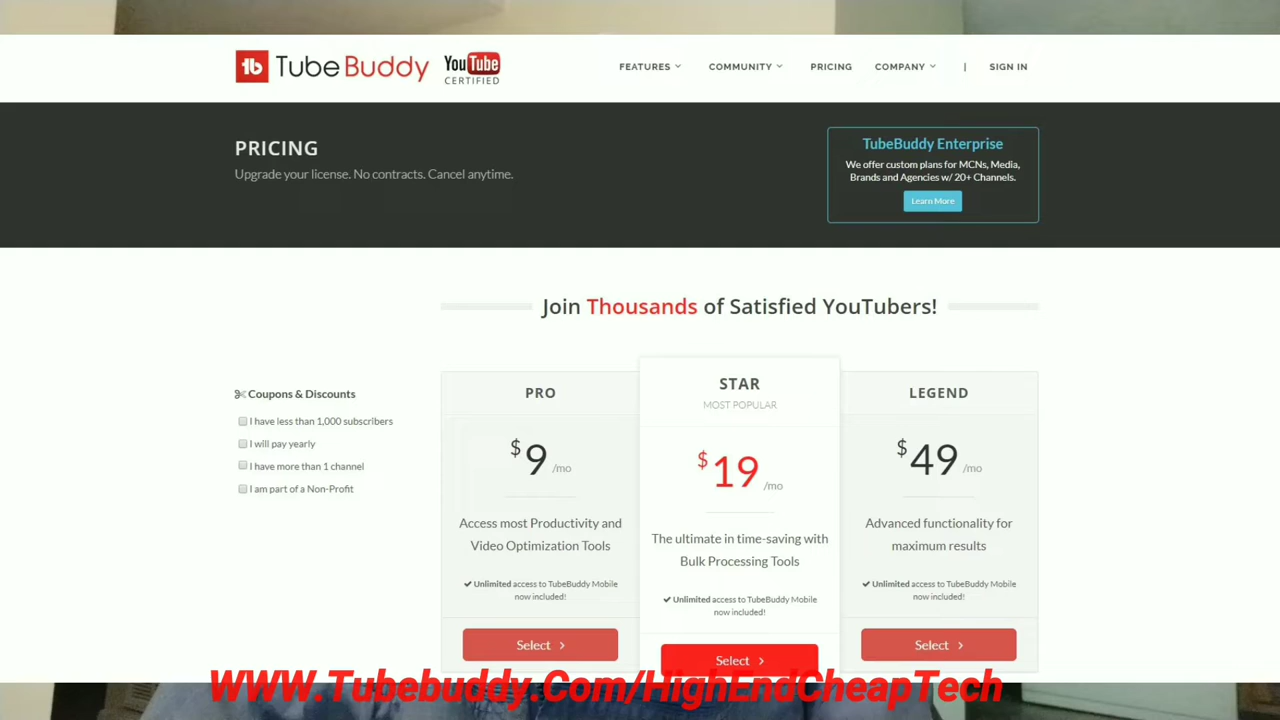 TubeBuddy YouTube CERTIFIED
FEATURES COMMUNITY PRICING COMPANY | SIGN IN
PRICING
Upgrade your license. No contracts. Cancel anytime.
TubeBuddy Enterprise
We offer custom plans for MCNs, Media,
Brands and Agencies w/ 20+ Channels.
Learn More
Join Thousands of Satisfied YouTubers!
Coupons & Discounts
I have less than 1,000 subscribers
I will pay yearly
I have more than 1 channel
I am part of a Non-Profit
PRO
$9/mo
Access most Productivity and
Video Optimization Tools
Unlimited access to TubeBuddy Mobile
now included!
Select
STAR
MOST POPULAR
$19/mo
The ultimate in time-saving with
Bulk Processing Tools
Unlimited access to TubeBuddy Mobile
now included!
Select
LEGEND
$49/mo
Advanced functionality for
maximum results
Unlimited access to TubeBuddy Mobile
now included!
Select
WWW.Tubebuddy.Com/HighEndCheapTech